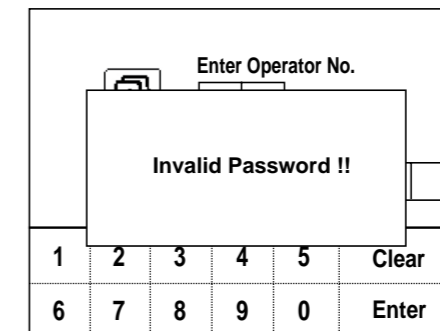 Enter Operator No.
Invalid Password !!
1 2 3 4 5 Clear
6 7 8 9 0 Enter